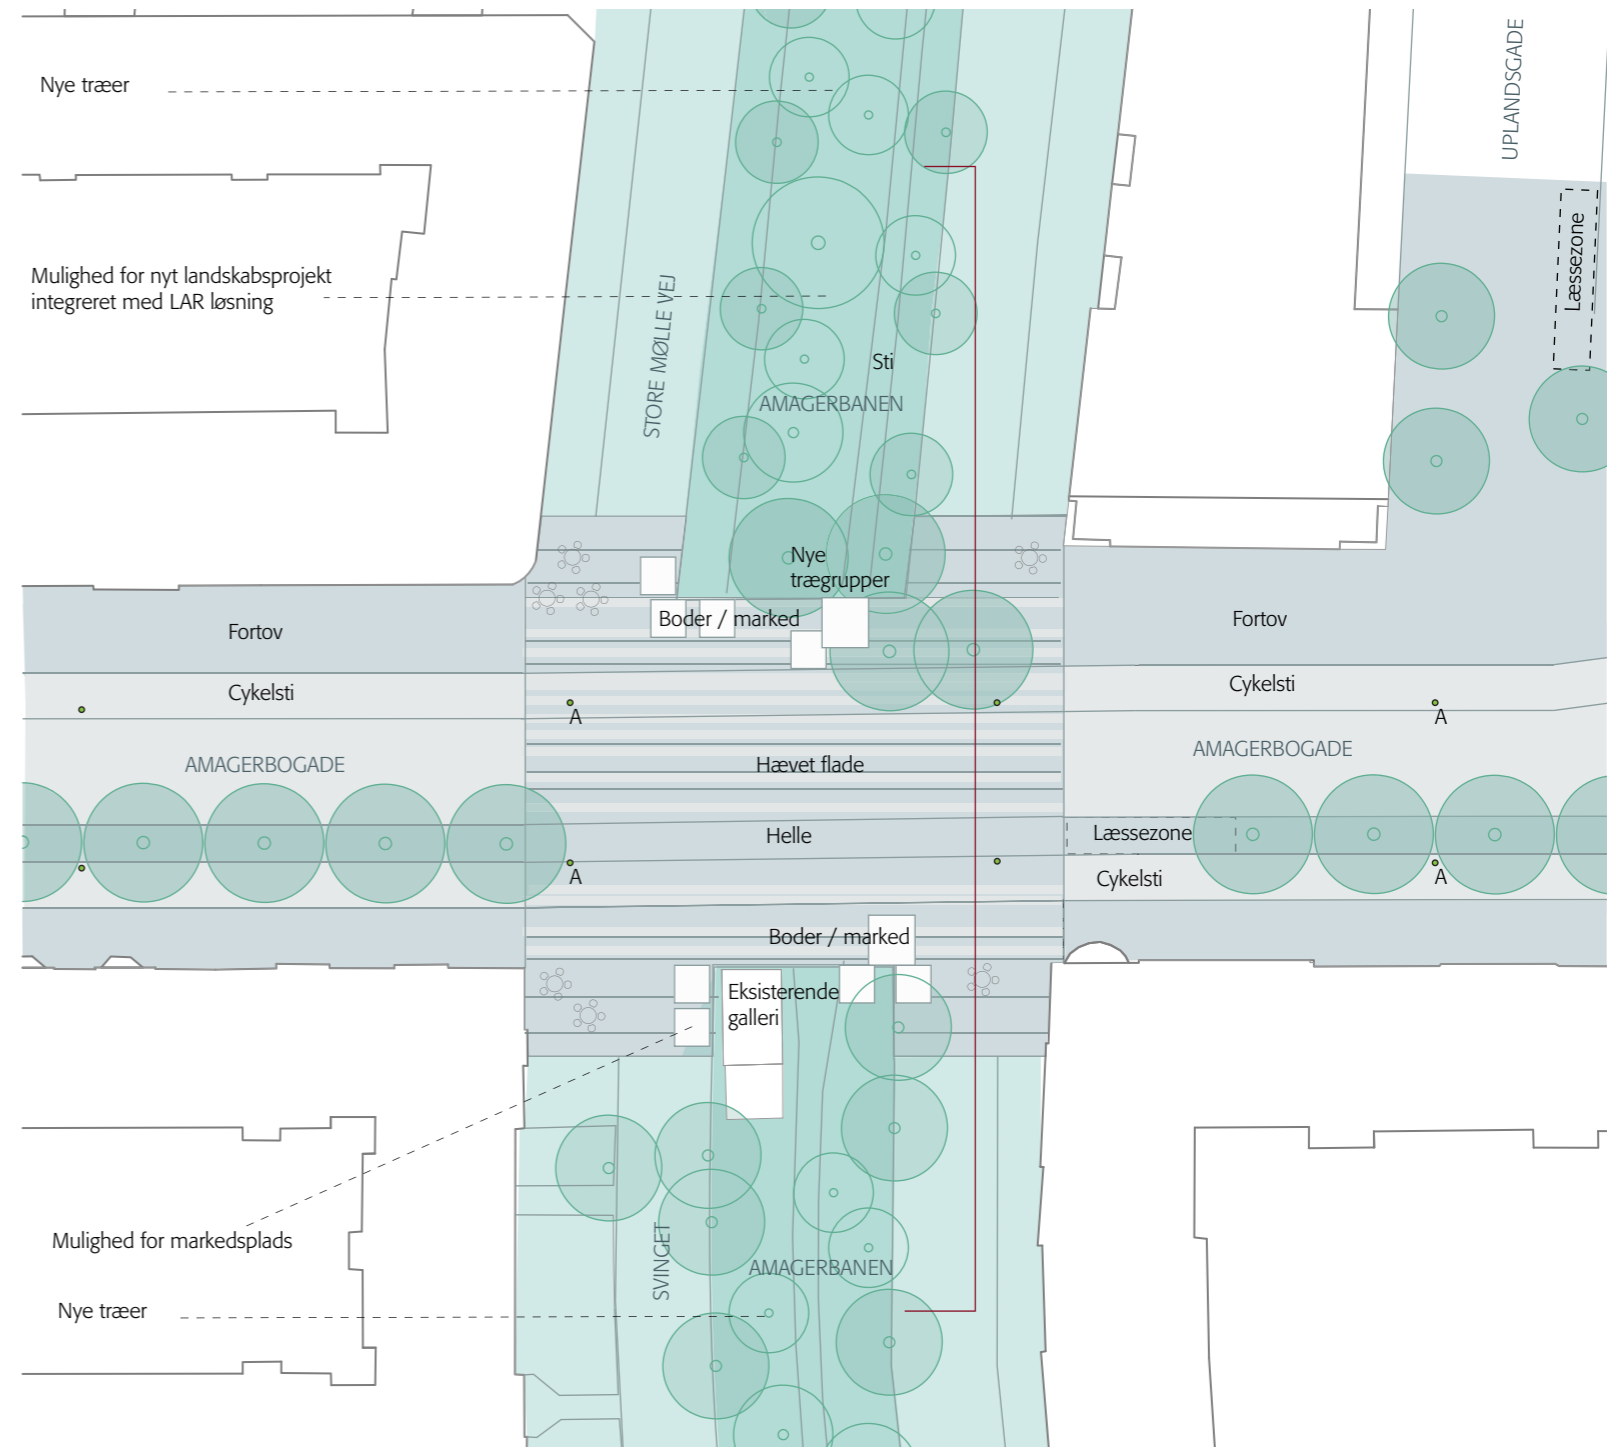 UPLANDSGADE
Nye træer
Læssezone
Mulighed for nyt landskabsprojekt
integreret med LAR løsning
STORE MØLLE VEJ
Sti
AMAGERBANEN
Nye
trægrupper
Boder / marked
Fortov
Fortov
Cykelsti
Cykelsti
A
A
AMAGERBOGADE
AMAGERBOGADE
Hævet flade
Helle
Læssezone
A
A
Cykelsti
Boder / marked
Eksisterende
galleri
Mulighed for markedsplads
SVINGET
AMAGERBANEN
Nye træer